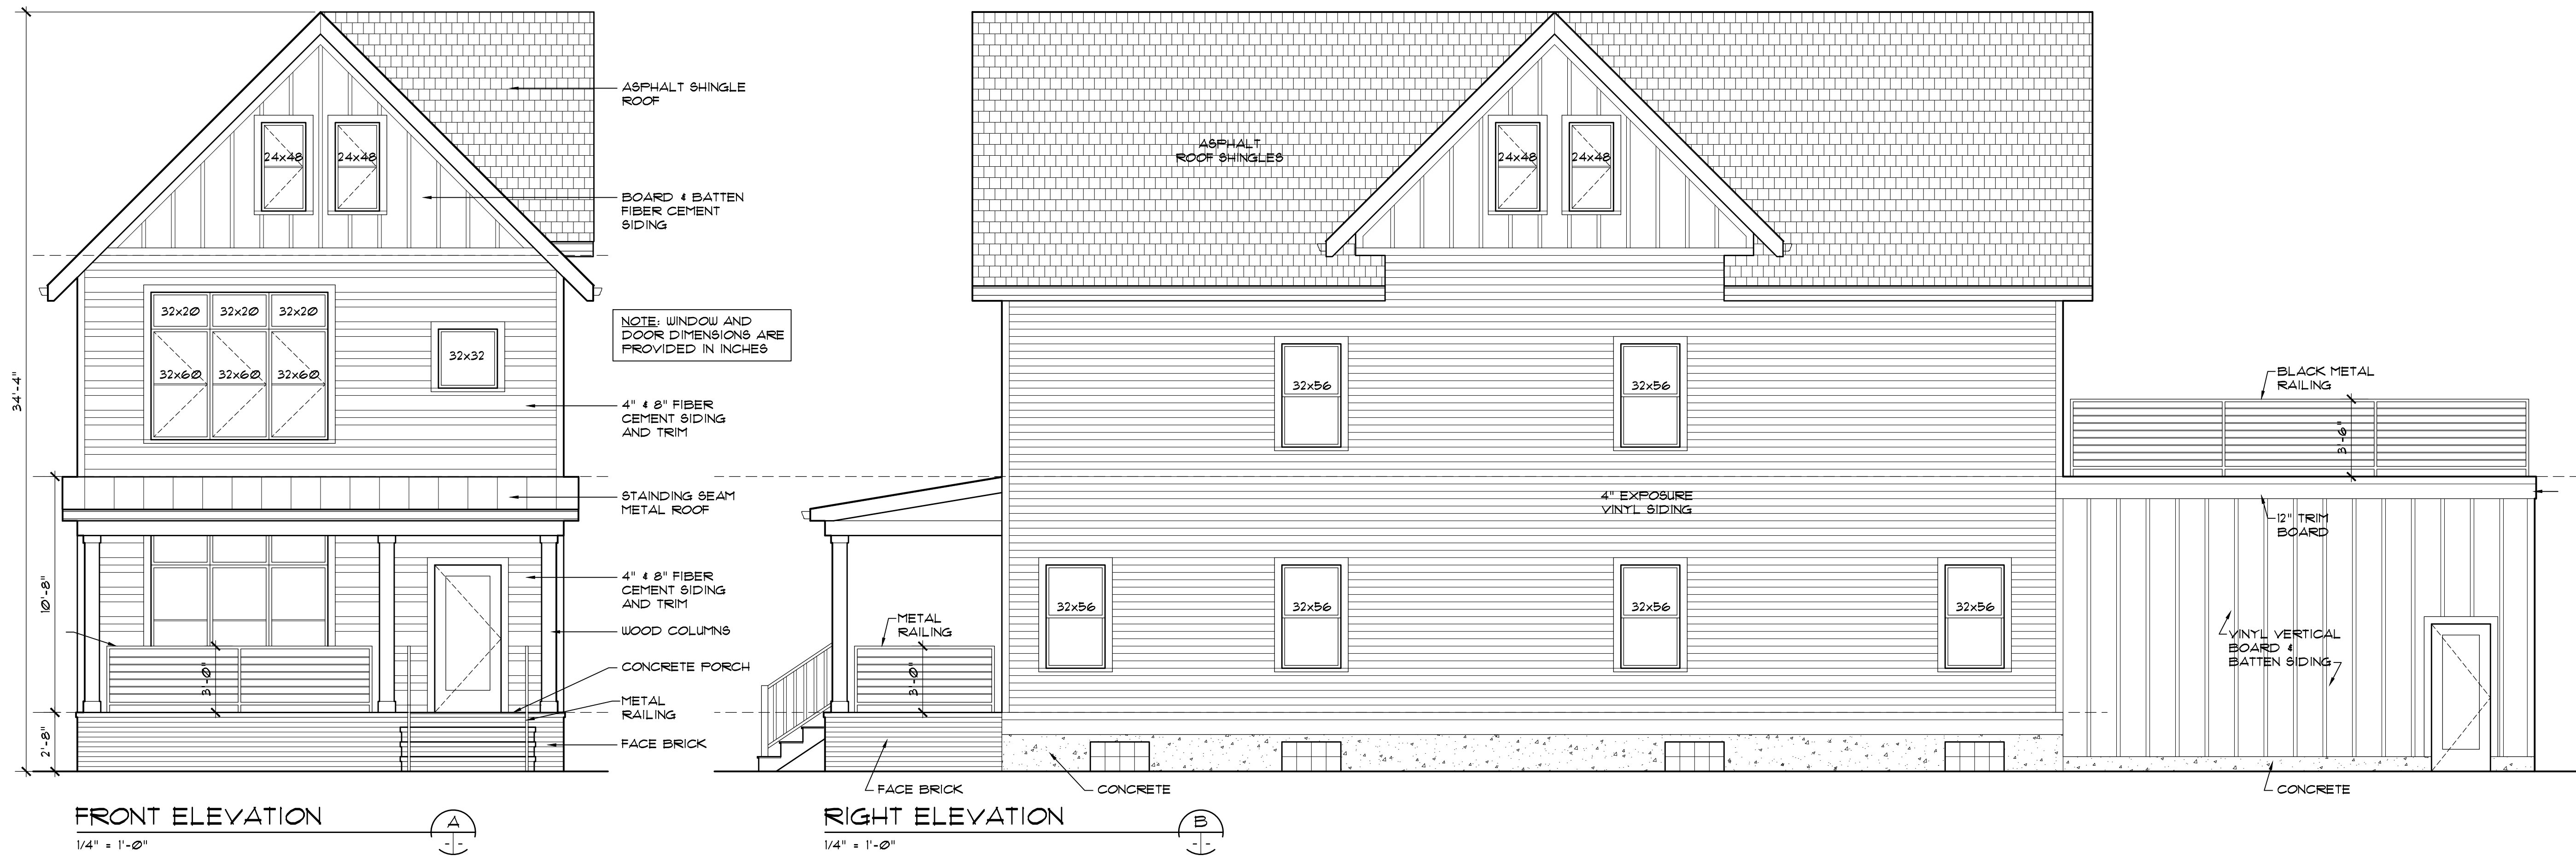 ASPHALT SHINGLE
ROOF
24x48
24x48
BOARD & BATTEN
FIBER CEMENT
SIDING
32x20
32x20
32x20
32x60
32x60
32x60
32x32
NOTE: WINDOW AND
DOOR DIMENSIONS ARE
PROVIDED IN INCHES
4" & 8" FIBER
CEMENT SIDING
AND TRIM
34'-4"
STAINDING SEAM
METAL ROOF
10'-8"
4" & 8" FIBER
CEMENT SIDING
AND TRIM
WOOD COLUMNS
CONCRETE PORCH
3'-0"
METAL
RAILING
2'-8"
FACE BRICK
FRONT ELEVATION
A
1/4" = 1'-0"
- -
ASPHALT
ROOF SHINGLES
24x48
24x48
32x56
32x56
BLACK METAL
RAILING
3'-6"
4" EXPOSURE
VINYL SIDING
12" TRIM
BOARD
32x56
32x56
32x56
32x56
METAL
RAILING
3'-0"
VINYL VERTICAL
BOARD &
BATTEN SIDING
FACE BRICK
CONCRETE
CONCRETE
RIGHT ELEVATION
B
1/4" = 1'-0"
- -